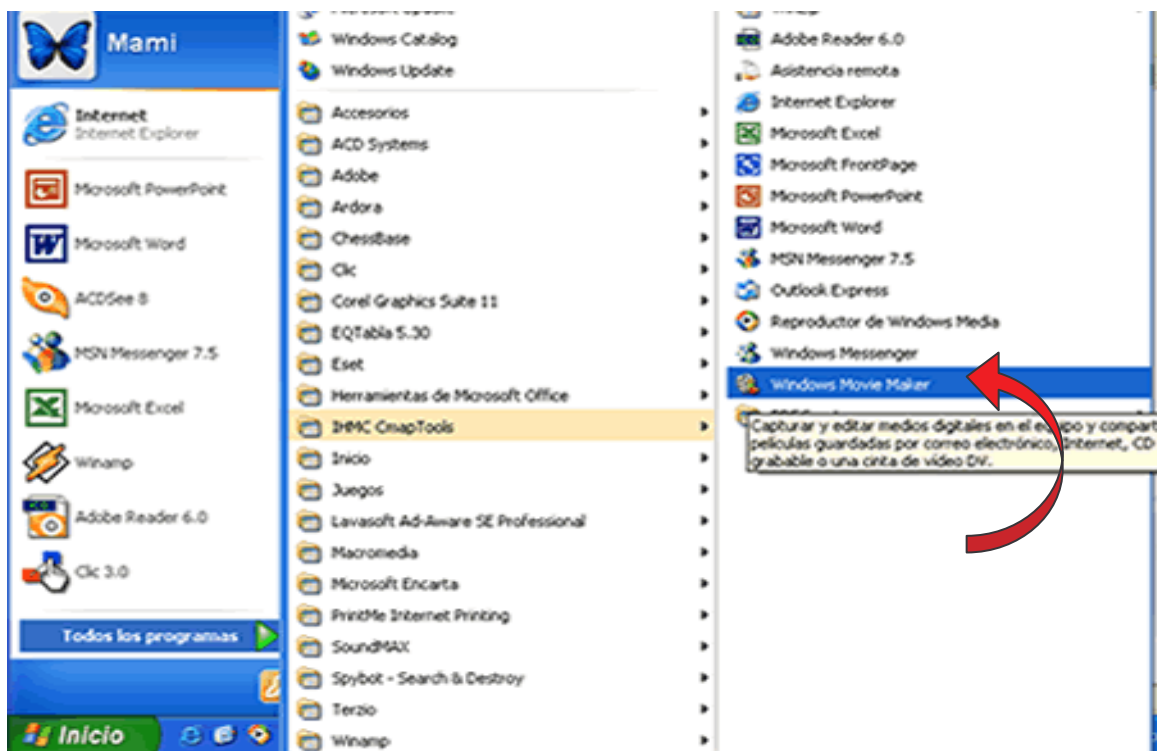 Mami
Internet
Internet Explorer
Microsoft PowerPoint
Microsoft Word
ACDSee 8
MSN Messenger 7.5
Microsoft Excel
Winamp
Adobe Reader 6.0
Clic 3.0
Todos los programas
Inicio
Windows Catalog
Windows Update
Accesorios
ACD Systems
Adobe
Ardora
ChessBase
Clic
Corel Graphics Suite 11
EQTabla 5.30
Eset
Herramientas de Microsoft Office
IHMC CmapTools
Inicio
Juegos
Lavasoft Ad-Aware SE Professional
Macromedia
Microsoft Encarta
PrintMe Internet Printing
SoundMAX
Spybot - Search & Destroy
Terzio
Winamp
Adobe Reader 6.0
Asistencia remota
Internet Explorer
Microsoft Excel
Microsoft FrontPage
Microsoft PowerPoint
Microsoft Word
MSN Messenger 7.5
Outlook Express
Reproductor de Windows Media
Windows Messenger
Windows Movie Maker
Capturar y editar medios digitales en el equipo y compart
películas guardadas por correo electrónico, Internet, CD
grabable o una cinta de vídeo DV.